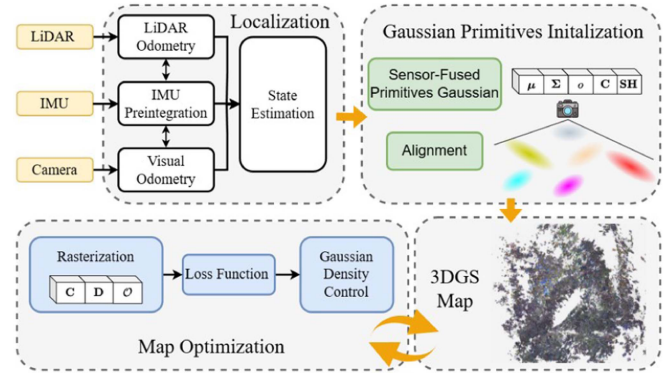 Localization
LiDAR
LiDAR
Odometry
IMU
IMU
Preintegration
Camera
Visual
Odometry
State
Estimation
Gaussian Primitives Initalization
Sensor-Fused
Primitives Gaussian
μ Σ o C SH
Alignment
Rasterization
C D 𝒪
Loss Function
Gaussian
Density
Control
Map Optimization
3DGS
Map